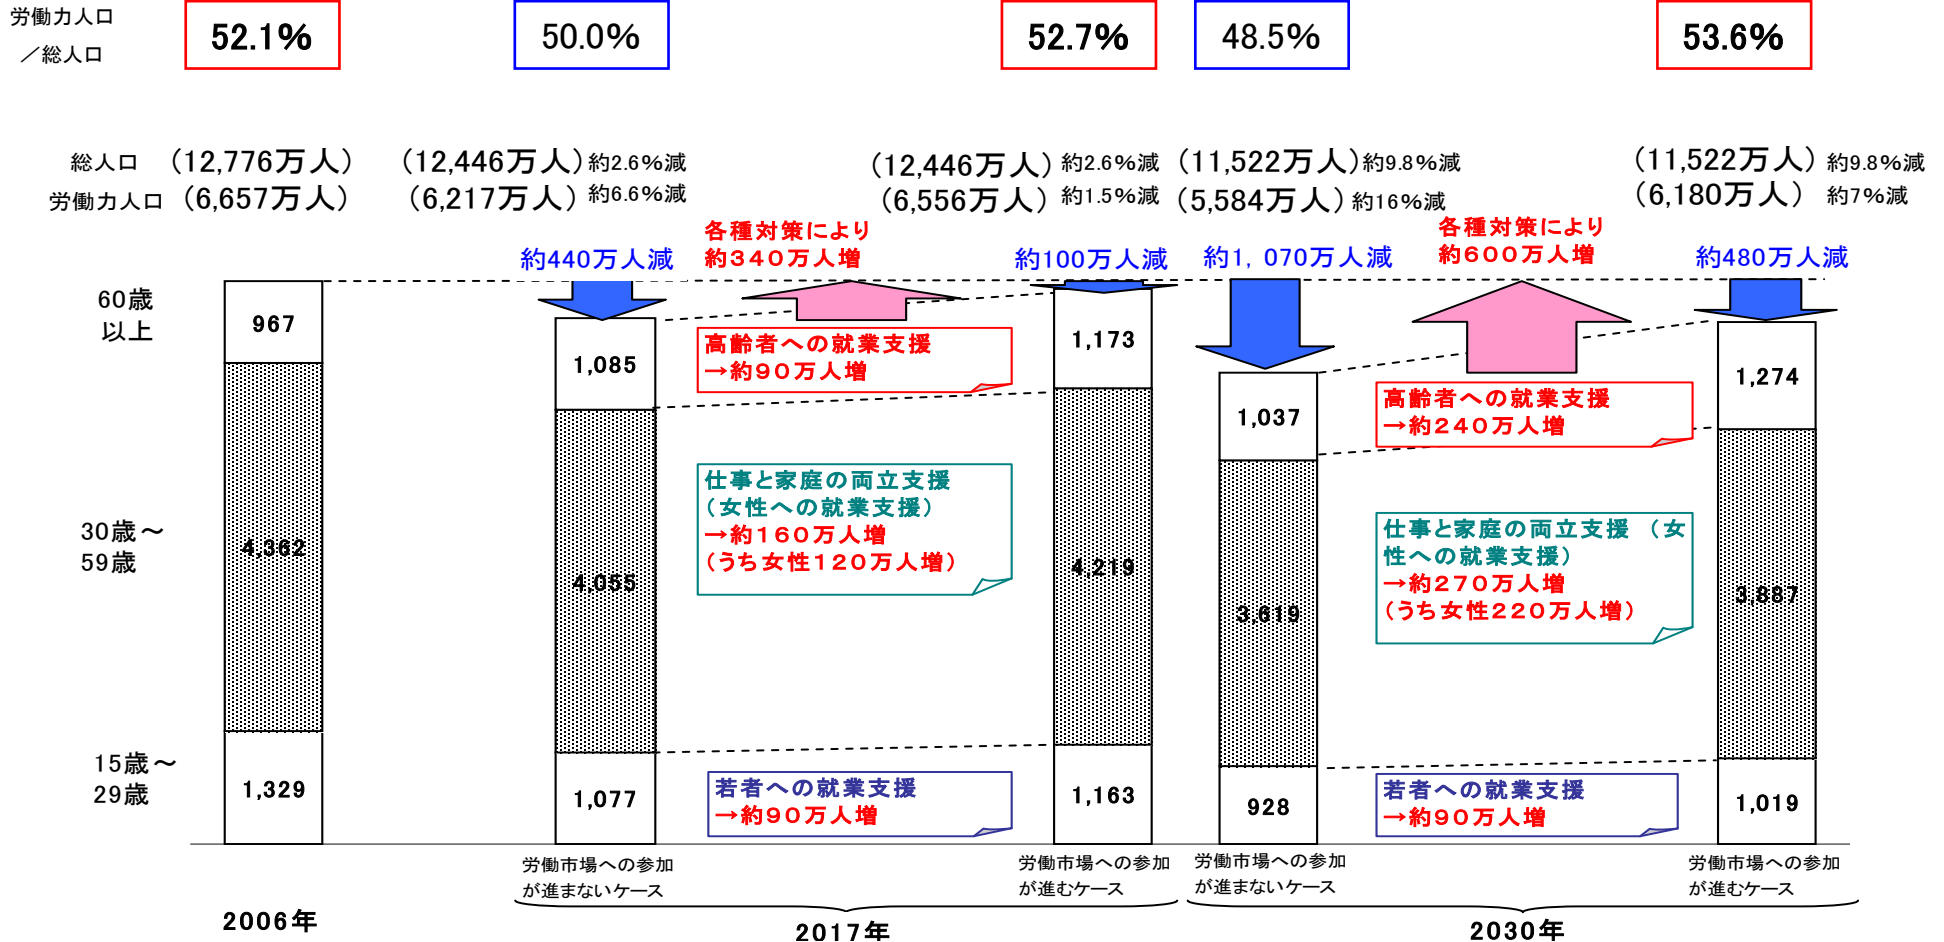 労働力人口
／総人口
52.1%
50.0%
52.7%
48.5%
53.6%
総人口 (12,776万人)
(12,446万人) 約2.6%減
(12,446万人) 約2.6%減
(11,522万人) 約9.8%減
(11,522万人) 約9.8%減
労働力人口 (6,657万人)
(6,217万人) 約6.6%減
(6,556万人) 約1.5%減
(5,584万人) 約16%減
(6,180万人) 約7%減
約440万人減
各種対策により
約３４０万人増
約100万人減
約1, 070万人減
各種対策により
約６００万人増
約480万人減
60歳
以上
967
1,085
1,173
1,037
1,274
高齢者への就業支援
→約９０万人増
高齢者への就業支援
→約２４０万人増
30歳～
59歳
4,362
4,055
4,219
3,619
3,887
仕事と家庭の両立支援
（女性への就業支援）
→約１６０万人増
（うち女性１２０万人増）
仕事と家庭の両立支援 （女
性への就業支援）
→約２７０万人増
（うち女性２２０万人増）
15歳～
29歳
1,329
1,077
1,163
928
1,019
若者への就業支援
→約９０万人増
若者への就業支援
→約９０万人増
労働市場への参加
が進まないケース
労働市場への参加
が進むケース
労働市場への参加
が進まないケース
労働市場への参加
が進むケース
2006年
2017年
2030年